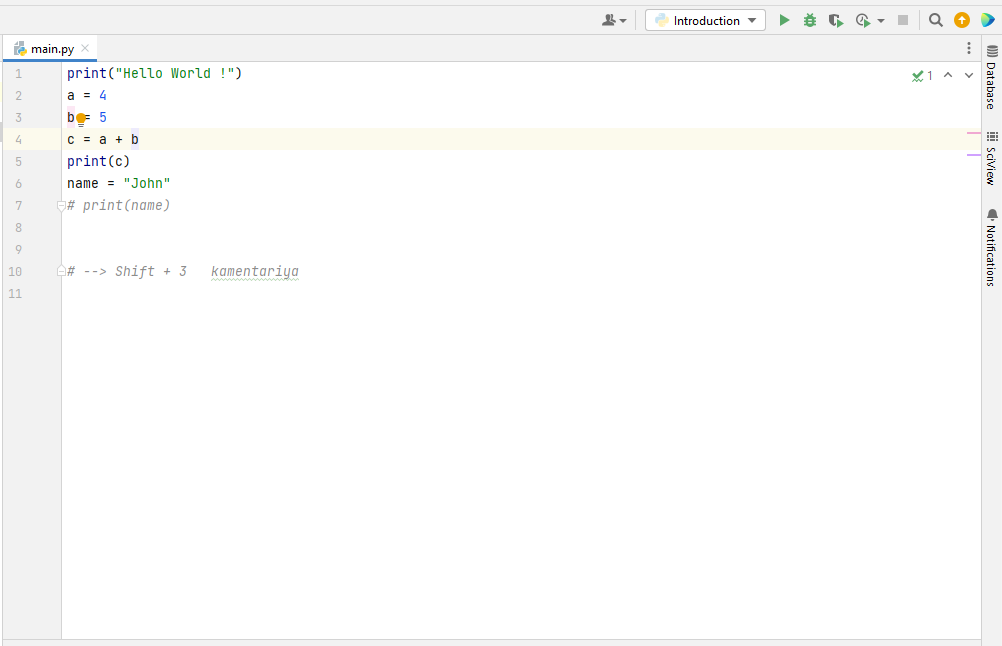 Introduction
main.py
1 print("Hello World !")
2 a = 4
3 b = 5
4 c = a + b
5 print(c)
6 name = "John"
7 # print(name)
8
9
10 # --> Shift + 3   kamentariya
11
1
Database
SciView
Notifications